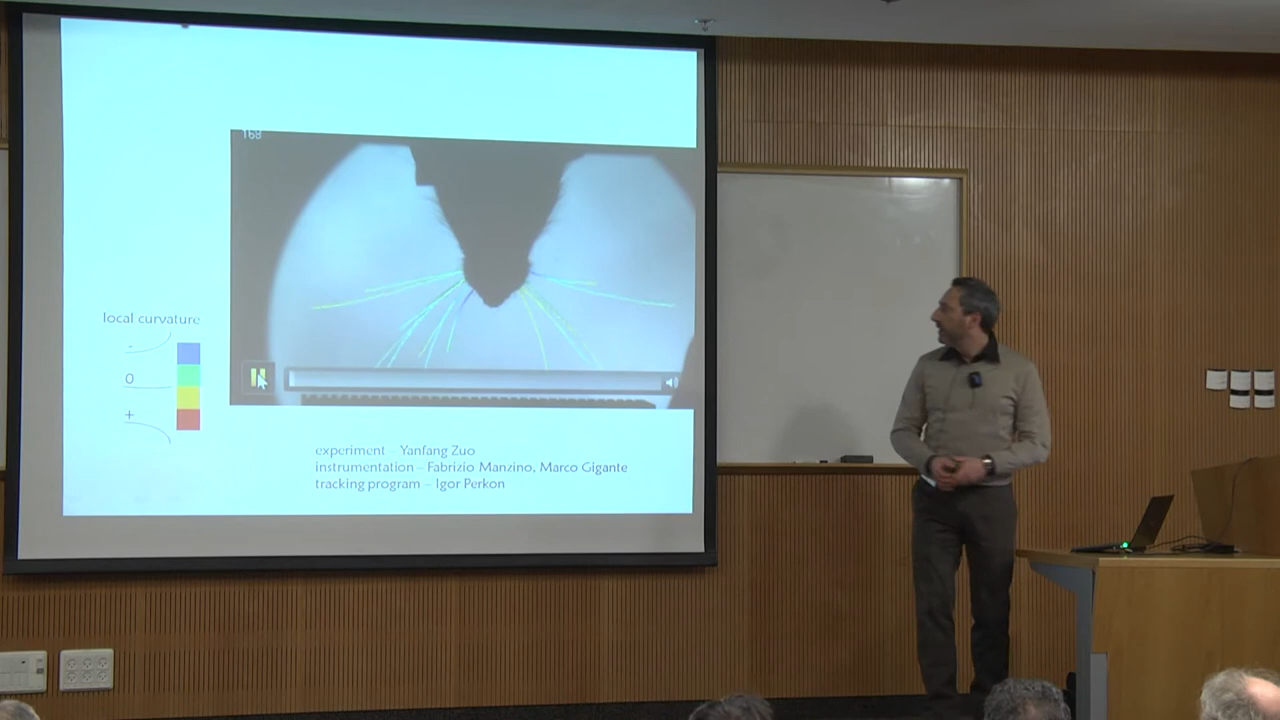 168
local curvature
-
0
+
experiment – Yanfang Zuo
instrumentation – Fabrizio Manzino, Marco Gigante
tracking program – Igor Perkon